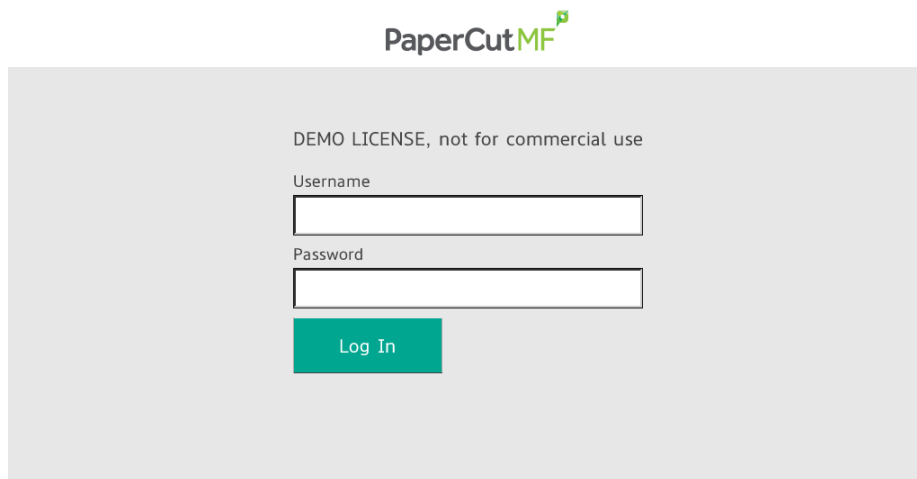 PaperCutMF
DEMO LICENSE, not for commercial use
Username
Password
Log In